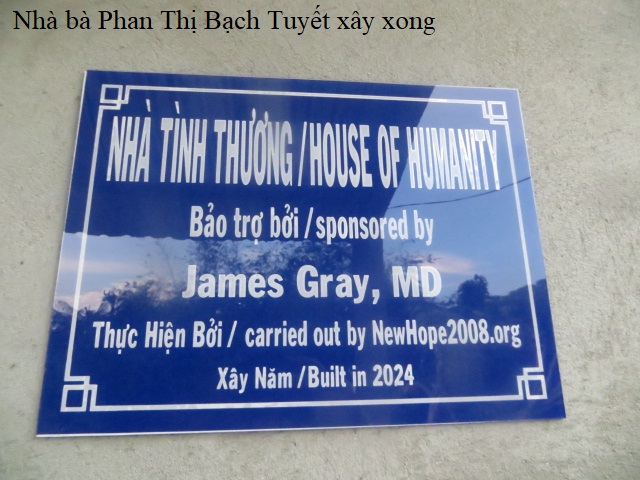 Nhà bà Phan Thị Bạch Tuyết xây xong
NHÀ TÌNH THƯƠNG / HOUSE OF HUMANITY
Bảo trợ bởi / sponsored by
James Gray, MD
Thực Hiện Bởi / carried out by NewHope2008.org
Xây Năm / Built in 2024